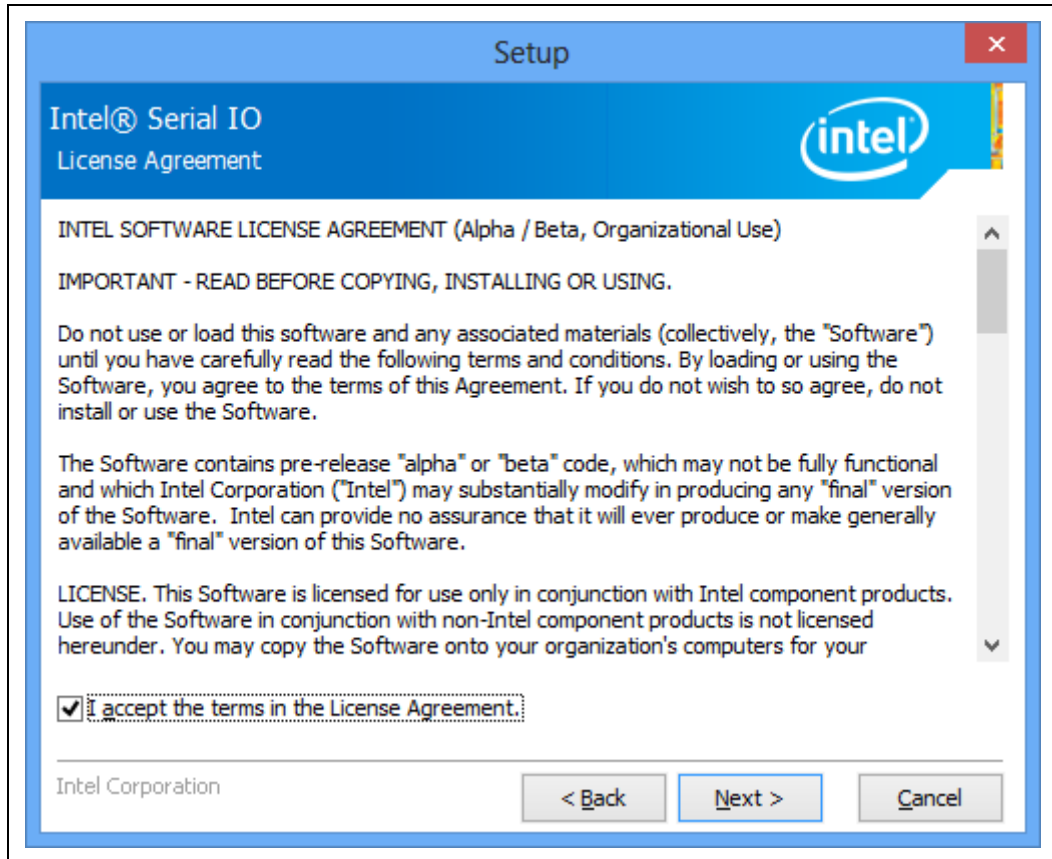 Setup
Intel® Serial IO
License Agreement
intel
INTEL SOFTWARE LICENSE AGREEMENT (Alpha / Beta, Organizational Use)
IMPORTANT - READ BEFORE COPYING, INSTALLING OR USING.
Do not use or load this software and any associated materials (collectively, the "Software")
until you have carefully read the following terms and conditions. By loading or using the
Software, you agree to the terms of this Agreement. If you do not wish to so agree, do not
install or use the Software.
The Software contains pre-release "alpha" or "beta" code, which may not be fully functional
and which Intel Corporation ("Intel") may substantially modify in producing any "final" version
of the Software.  Intel can provide no assurance that it will ever produce or make generally
available a "final" version of this Software.
LICENSE. This Software is licensed for use only in conjunction with Intel component products.
Use of the Software in conjunction with non-Intel component products is not licensed
hereunder. You may copy the Software onto your organization's computers for your
I accept the terms in the License Agreement.
Intel Corporation
< Back
Next >
Cancel